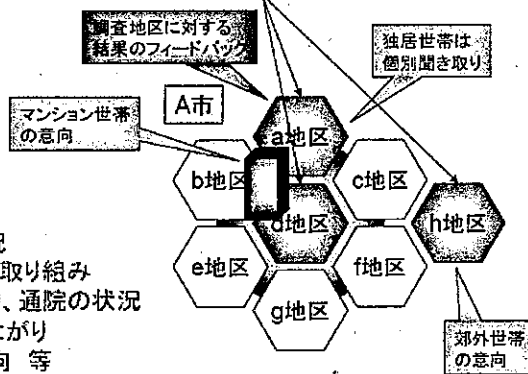 調査地区に対する
結果のフィードバック
独居世帯は
個別聞き取り
マンション世帯
の意向
A市
a地区
b地区
c地区
d地区
h地区
e地区
f地区
g地区
取り組み
、通院の状況
がり
向 等
郊外世帯
の意向